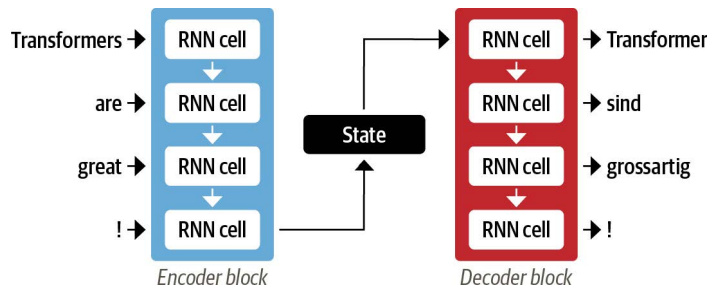 Transformers
RNN cell
are
RNN cell
great
RNN cell
!
RNN cell
Encoder block
State
RNN cell
Transformer
RNN cell
sind
RNN cell
grossartig
RNN cell
!
Decoder block